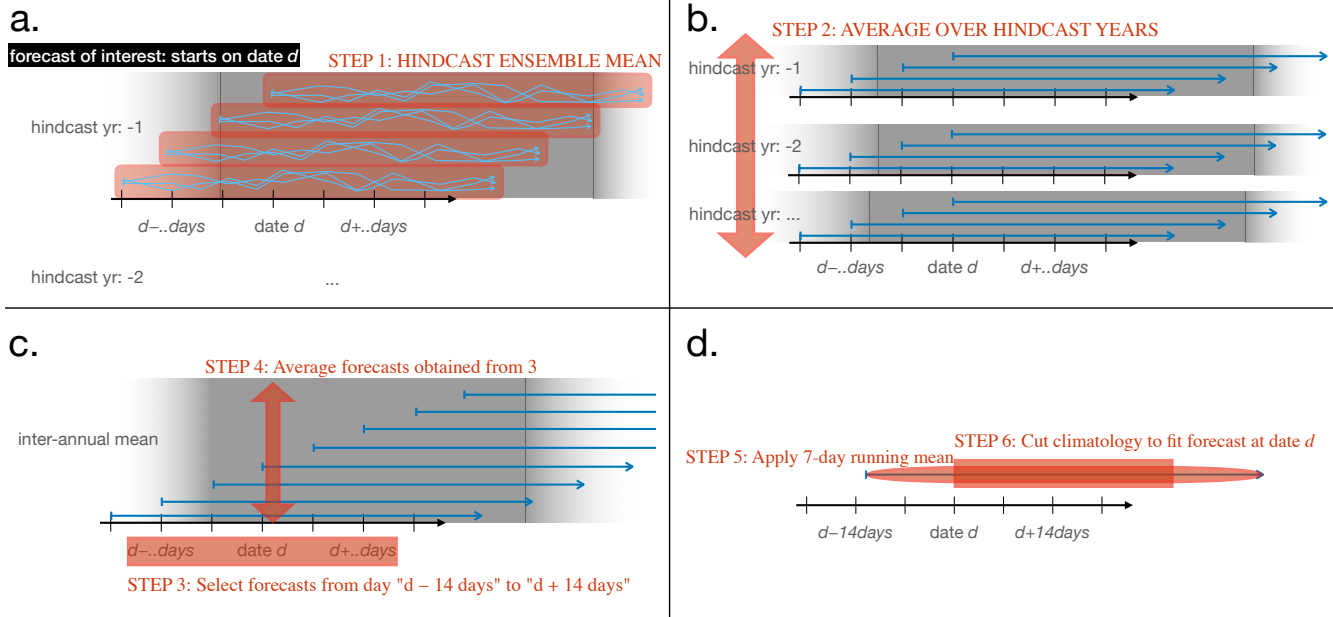 a.
forecast of interest: starts on date d
STEP 1: HINDCAST ENSEMBLE MEAN
hindcast yr: -1
d-..days date d d+..days
hindcast yr: -2 ...
b.
STEP 2: AVERAGE OVER HINDCAST YEARS
hindcast yr: -1
hindcast yr: -2
hindcast yr: ...
d-..days date d d+..days
c.
STEP 4: Average forecasts obtained from 3
inter-annual mean
d-..days date d d+..days
STEP 3: Select forecasts from day "d − 14 days" to "d + 14 days"
d.
STEP 6: Cut climatology to fit forecast at date d
STEP 5: Apply 7-day running mean
d-14days date d d+14days